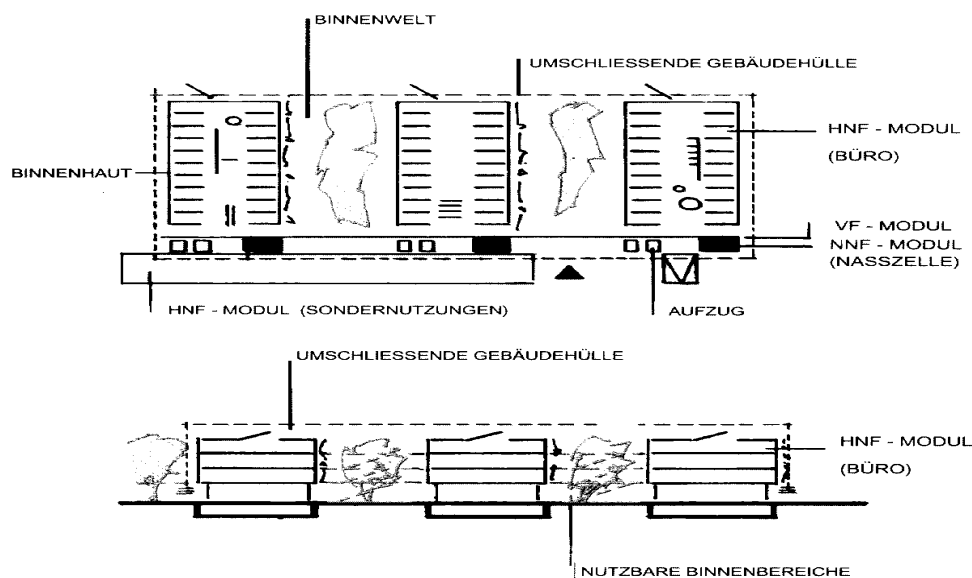 BINNENWELT
UMSCHLIESSENDE GEBÄUDEHÜLLE
HNF - MODUL
(BÜRO)
BINNENHAUT
VF - MODUL
NNF - MODUL
(NASSZELLE)
HNF - MODUL (SONDERNUTZUNGEN)
AUFZUG
UMSCHLIESSENDE GEBÄUDEHÜLLE
HNF - MODUL
(BÜRO)
NUTZBARE BINNENBEREICHE